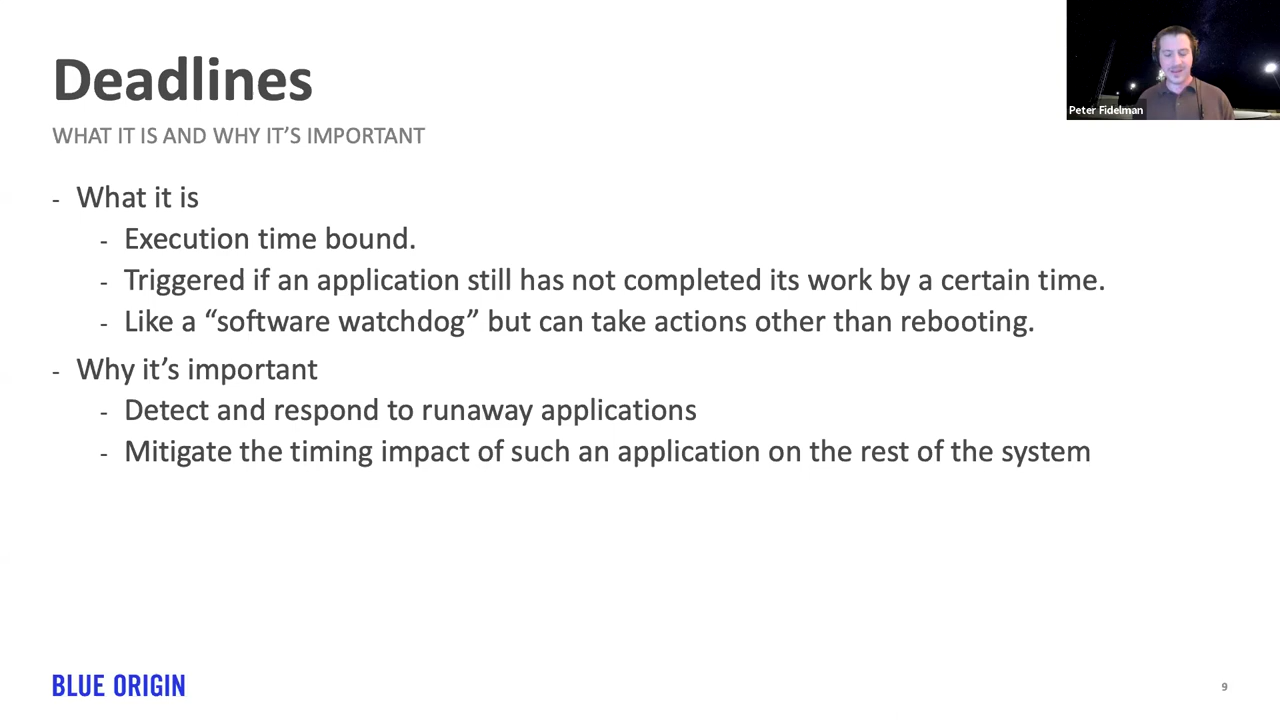 Deadlines
WHAT IT IS AND WHY IT’S IMPORTANT
Peter Fidelman
- What it is
- Execution time bound.
- Triggered if an application still has not completed its work by a certain time.
- Like a “software watchdog” but can take actions other than rebooting.
- Why it’s important
- Detect and respond to runaway applications
- Mitigate the timing impact of such an application on the rest of the system
BLUE ORIGIN
9